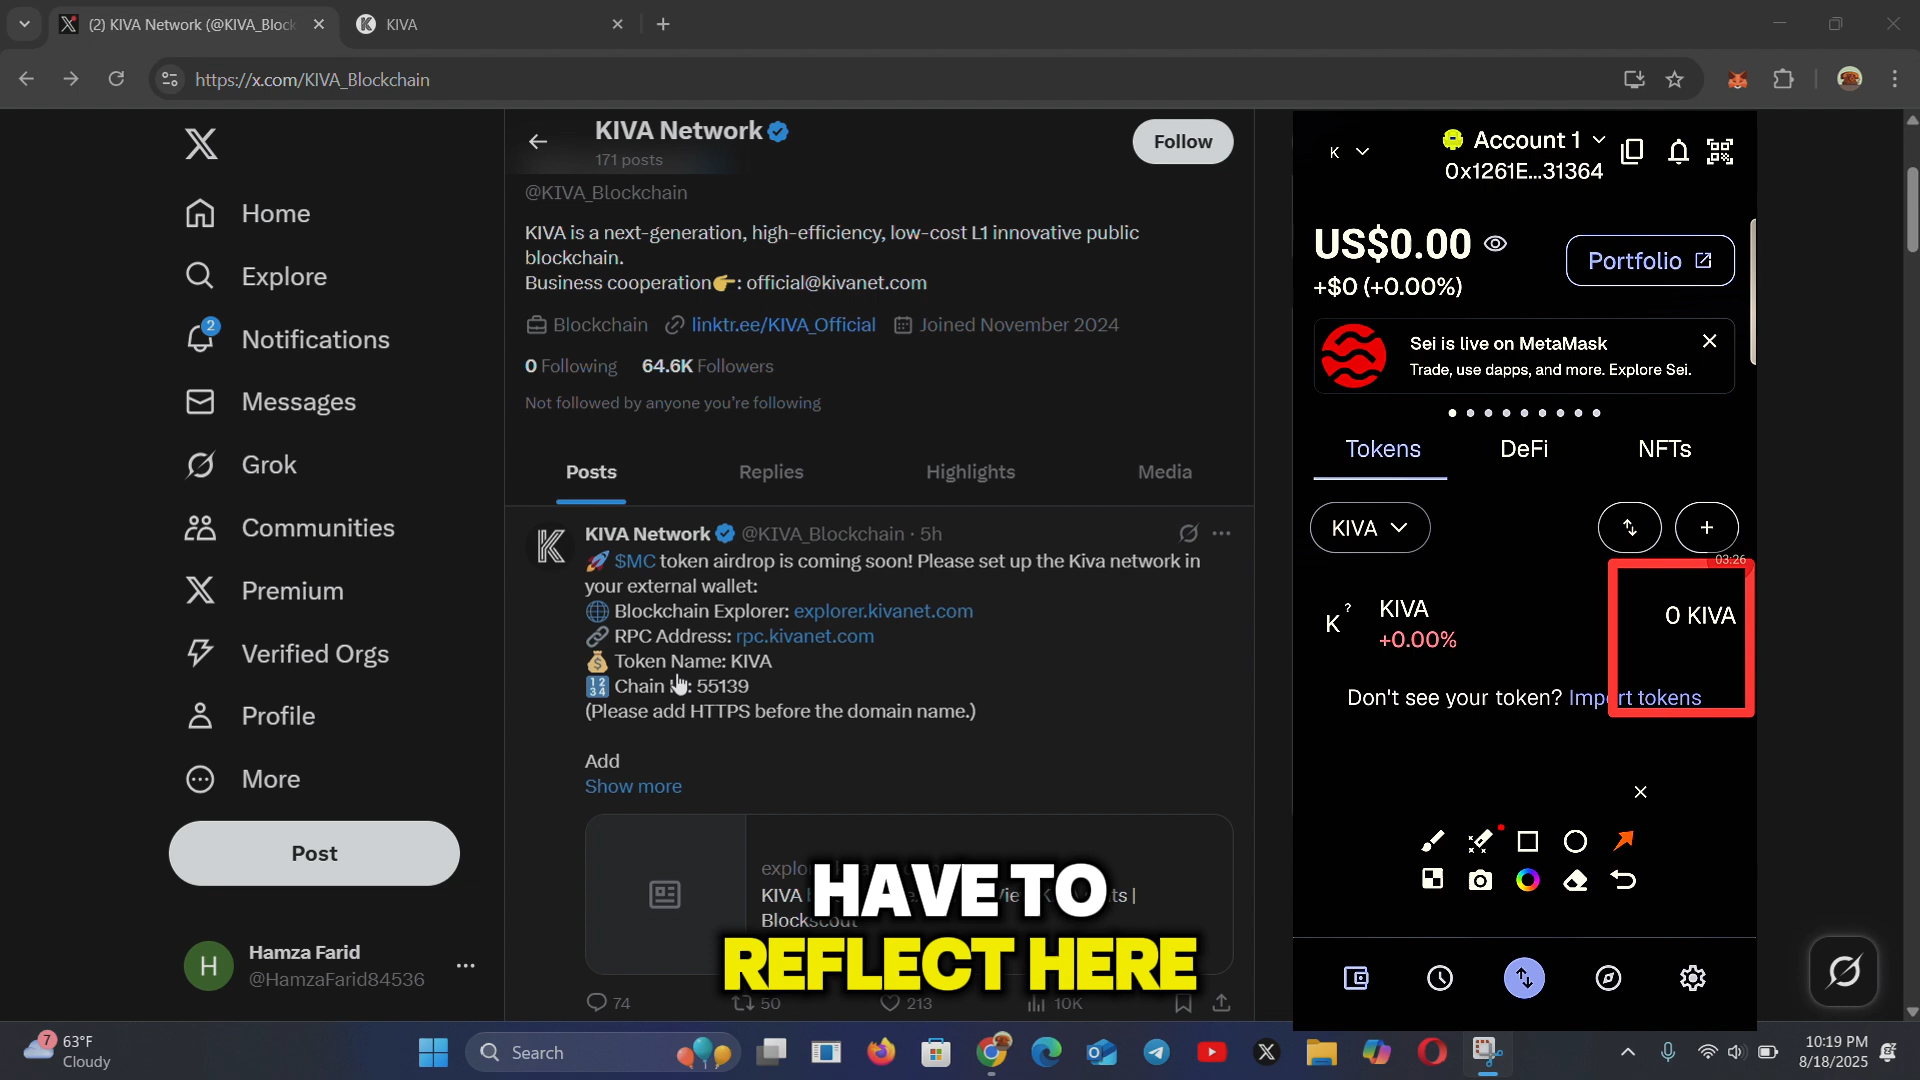 (2) KIVA Network (@KIVA_Block
KIVA
https://x.com/KIVA_Blockchain
KIVA Network
171 posts
Follow
@KIVA_Blockchain
KIVA is a next-generation, high-efficiency, low-cost L1 innovative public
blockchain.
Business cooperation👉: official@kivanet.com
Blockchain linktr.ee/KIVA_Official Joined November 2024
0 Following 64.6K Followers
Not followed by anyone you're following
Posts Replies Highlights Media
KIVA Network @KIVA_Blockchain · 5h
🚀 $MC token airdrop is coming soon! Please set up the Kiva network in
your external wallet:
🌐 Blockchain Explorer: explorer.kivanet.com
🔗 RPC Address: rpc.kivanet.com
💰 Token Name: KIVA
🔢 Chain : 55139
(Please add HTTPS before the domain name.)
Add
Show more
explo
KIVA
Blockscout
74 50 213 10K
HAVE TO
REFLECT HERE
Home
Explore
2
Notifications
Messages
Grok
Communities
Premium
Verified Orgs
Profile
More
Post
H
Hamza Farid
@HamzaFarid84536
K
Account 1
0x1261E...31364
US$0.00
Portfolio
+$0 (+0.00%)
Sei is live on MetaMask
Trade, use dapps, and more. Explore Sei.
Tokens DeFi NFTs
KIVA
03:26
K ? KIVA
0 KIVA
+0.00%
Don't see your token? Import tokens
7
63°F
Cloudy
Search
10:19 PM
8/18/2025